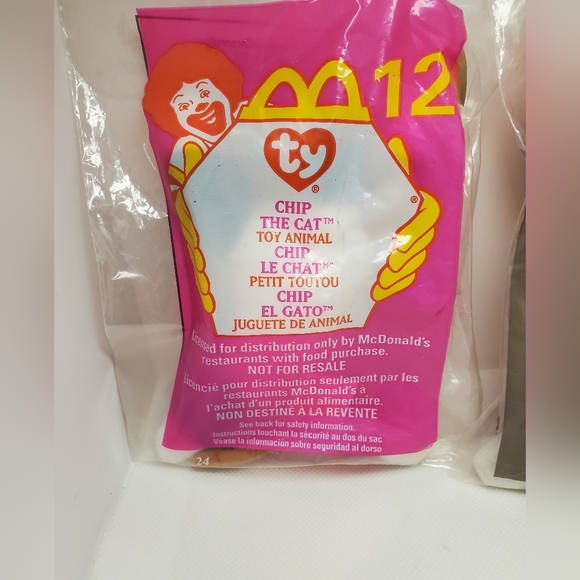 12
ty
®
®
CHIP
THE CAT™
TOY ANIMAL
CHIP
LE CHAT™
PETIT TOUTOU
CHIP
EL GATO™
JUGUETE DE ANIMAL
Licensed for distribution only by McDonald's
restaurants with food purchase.
NOT FOR RESALE
Licencié pour distribution seulement par les
restaurants McDonald's à
l'achat d'un produit alimentaire.
NON DESTINÉ À LA REVENTE
See back for safety information.
Instructions touchant la sécurité au dos du sac
Vease la información sobre seguridad al dorso
24